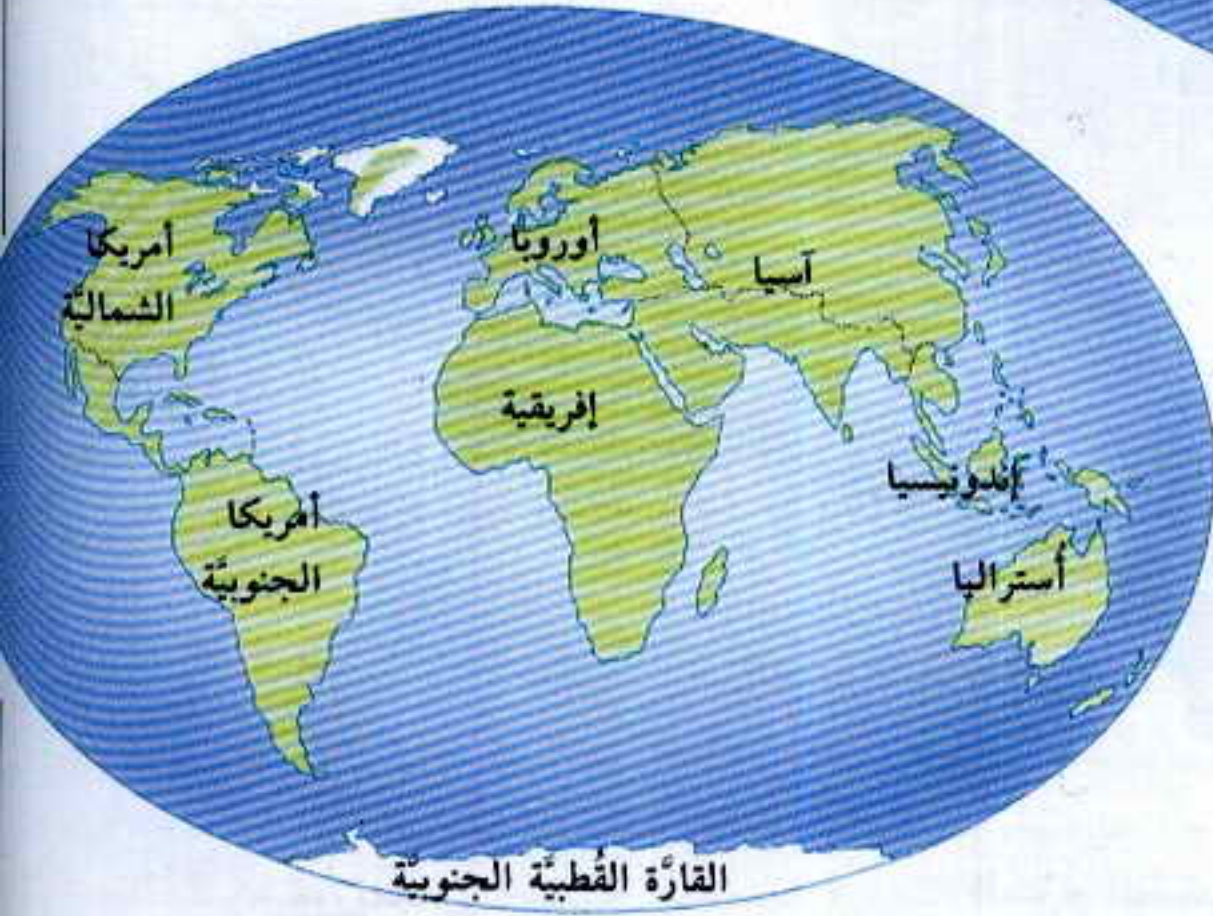 أمريكا
الشماليَّة
أوروبا
آسيا
إفريقية
إندونيسيا
أمريكا
الجنوبيَّة
أستراليا
القارَّة القُطبيَّة الجنوبيَّة